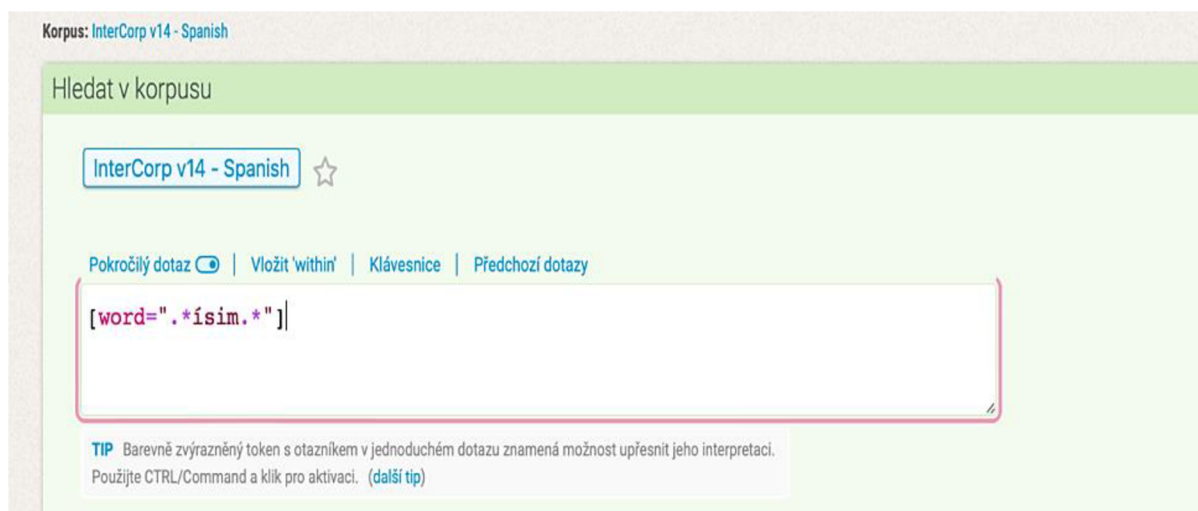 Korpus: InterCorp v14 - Spanish
Hledat v korpusu
InterCorp v14 - Spanish
Pokročilý dotaz | Vložit 'within' | Klávesnice | Předchozí dotazy
[word=".*ísim.*"]
TIP Barevně zvýrazněný token s otazníkem v jednoduchém dotazu znamená možnost upřesnit jeho interpretaci.
Použijte CTRL/Command a klik pro aktivaci. (další tip)